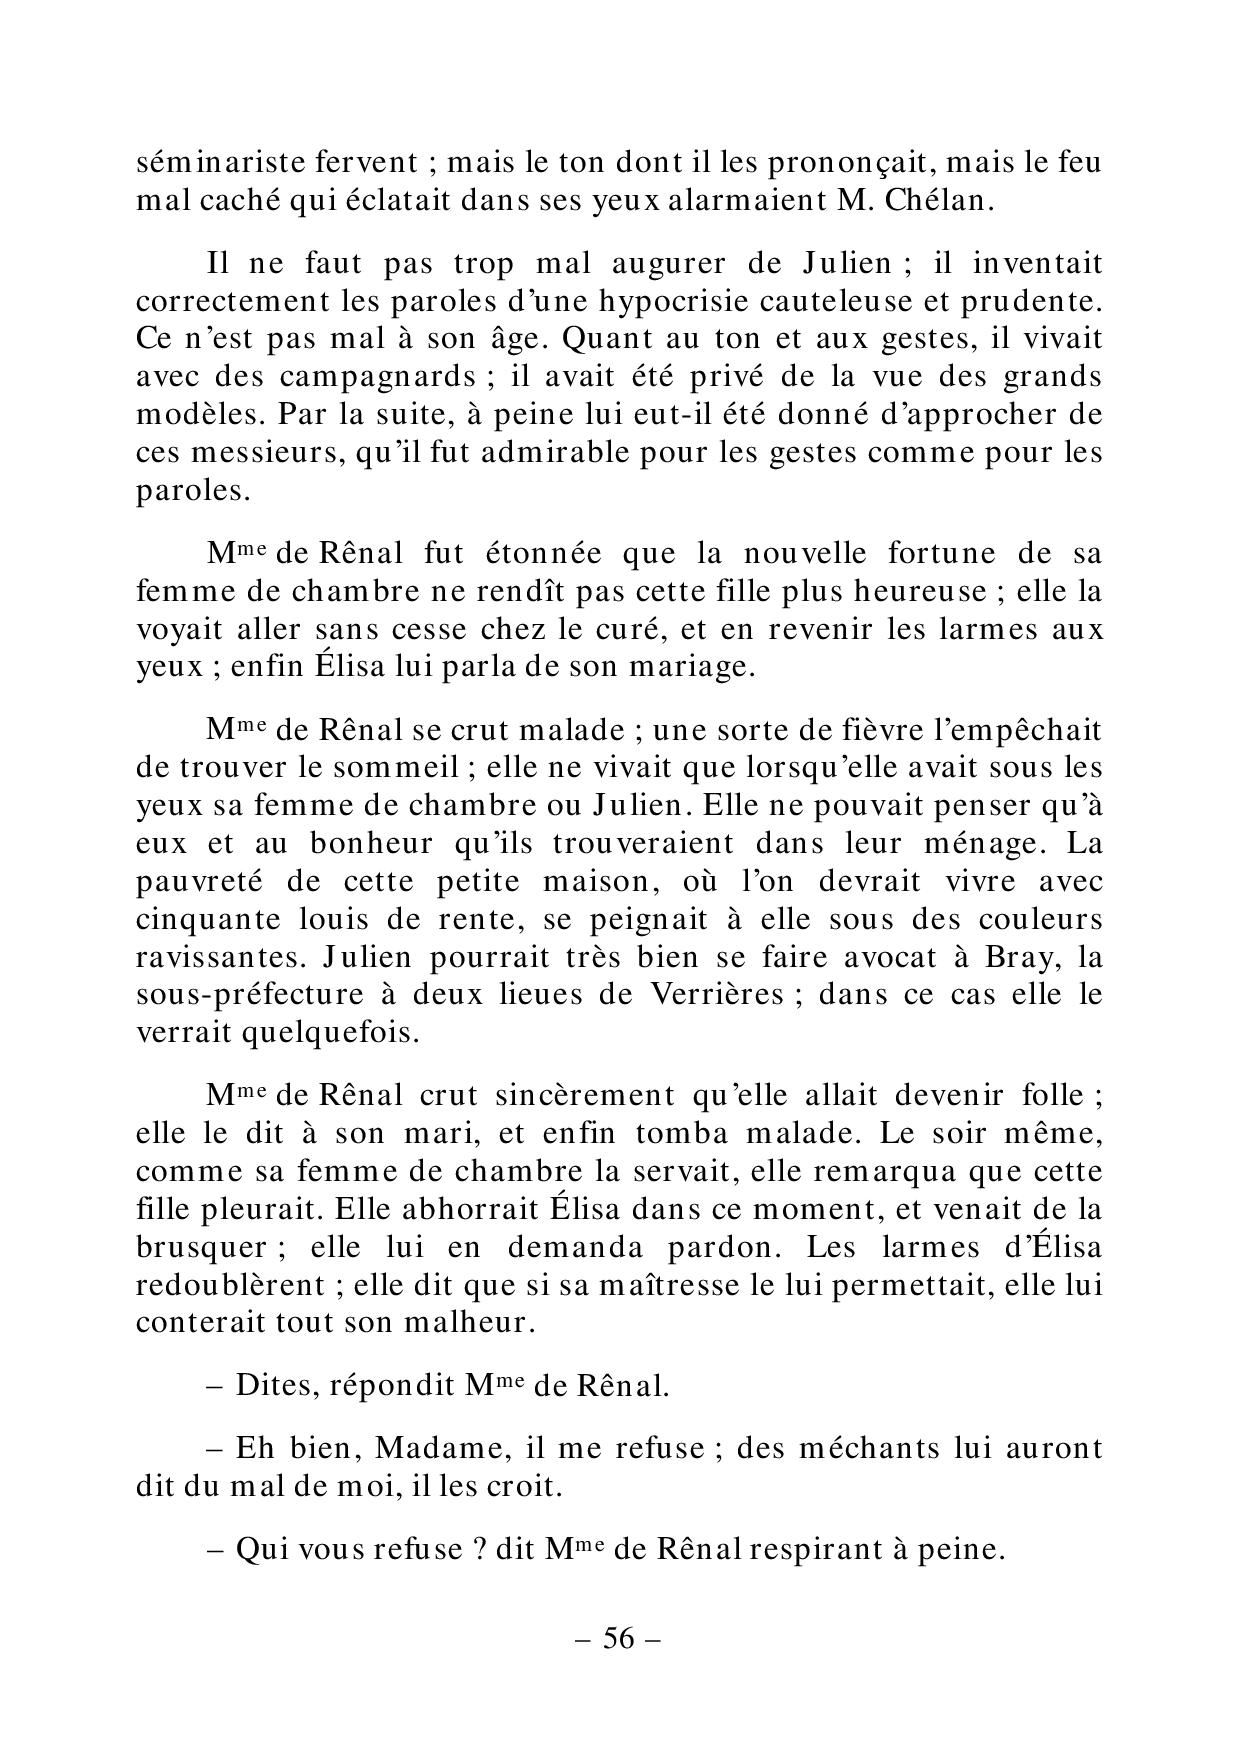 séminariste fervent ; mais le ton dont il les prononçait, mais le feu
mal caché qui éclatait dans ses yeux alarmaient M. Chélan.
Il ne faut pas trop mal augurer de Julien ; il inventait
correctement les paroles d’une hypocrisie cauteleuse et prudente.
Ce n’est pas mal à son âge. Quant au ton et aux gestes, il vivait
avec des campagnards ; il avait été privé de la vue des grands
modèles. Par la suite, à peine lui eut-il été donné d’approcher de
ces messieurs, qu’il fut admirable pour les gestes comme pour les
paroles.
Mme de Rênal fut étonnée que la nouvelle fortune de sa
femme de chambre ne rendît pas cette fille plus heureuse ; elle la
voyait aller sans cesse chez le curé, et en revenir les larmes aux
yeux ; enfin Élisa lui parla de son mariage.
Mme de Rênal se crut malade ; une sorte de fièvre l’empêchait
de trouver le sommeil ; elle ne vivait que lorsqu’elle avait sous les
yeux sa femme de chambre ou Julien. Elle ne pouvait penser qu’à
eux et au bonheur qu’ils trouveraient dans leur ménage. La
pauvreté de cette petite maison, où l’on devrait vivre avec
cinquante louis de rente, se peignait à elle sous des couleurs
ravissantes. Julien pourrait très bien se faire avocat à Bray, la
sous-préfecture à deux lieues de Verrières ; dans ce cas elle le
verrait quelquefois.
Mme de Rênal crut sincèrement qu’elle allait devenir folle ;
elle le dit à son mari, et enfin tomba malade. Le soir même,
comme sa femme de chambre la servait, elle remarqua que cette
fille pleurait. Elle abhorrait Élisa dans ce moment, et venait de la
brusquer ; elle lui en demanda pardon. Les larmes d’Élisa
redoublèrent ; elle dit que si sa maîtresse le lui permettait, elle lui
conterait tout son malheur.
– Dites, répondit Mme de Rênal.
– Eh bien, Madame, il me refuse ; des méchants lui auront
dit du mal de moi, il les croit.
– Qui vous refuse ? dit Mme de Rênal respirant à peine.
– 56 –